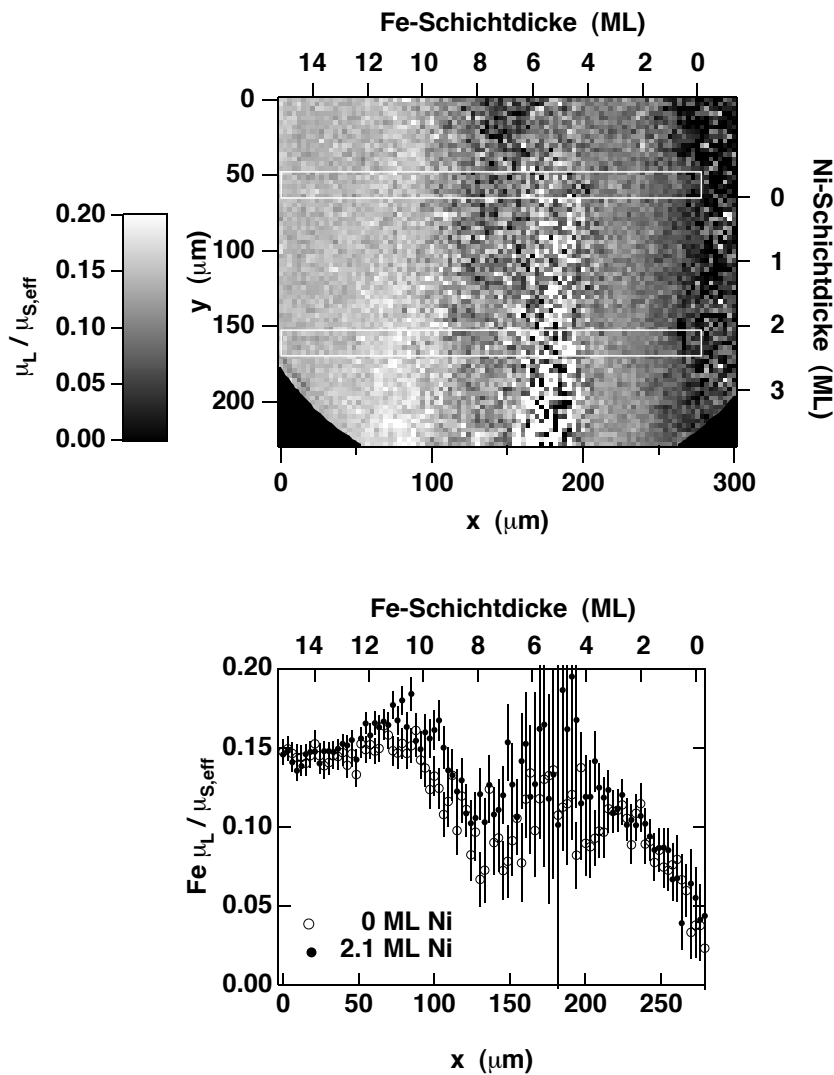 Fe-Schichtdicke (ML)
14 12 10 8 6 4 2 0
0
50
100
150
200
y (μm)
0.20
0.15
0.10
0.05
0.00
μL / μS,eff
0
1
2
3
Ni-Schichtdicke (ML)
0 100 200 300
x (μm)
Fe-Schichtdicke (ML)
14 12 10 8 6 4 2 0
0.20
0.15
0.10
0.05
0.00
Fe μL / μS,eff
0 ML Ni
2.1 ML Ni
0 50 100 150 200 250
x (μm)